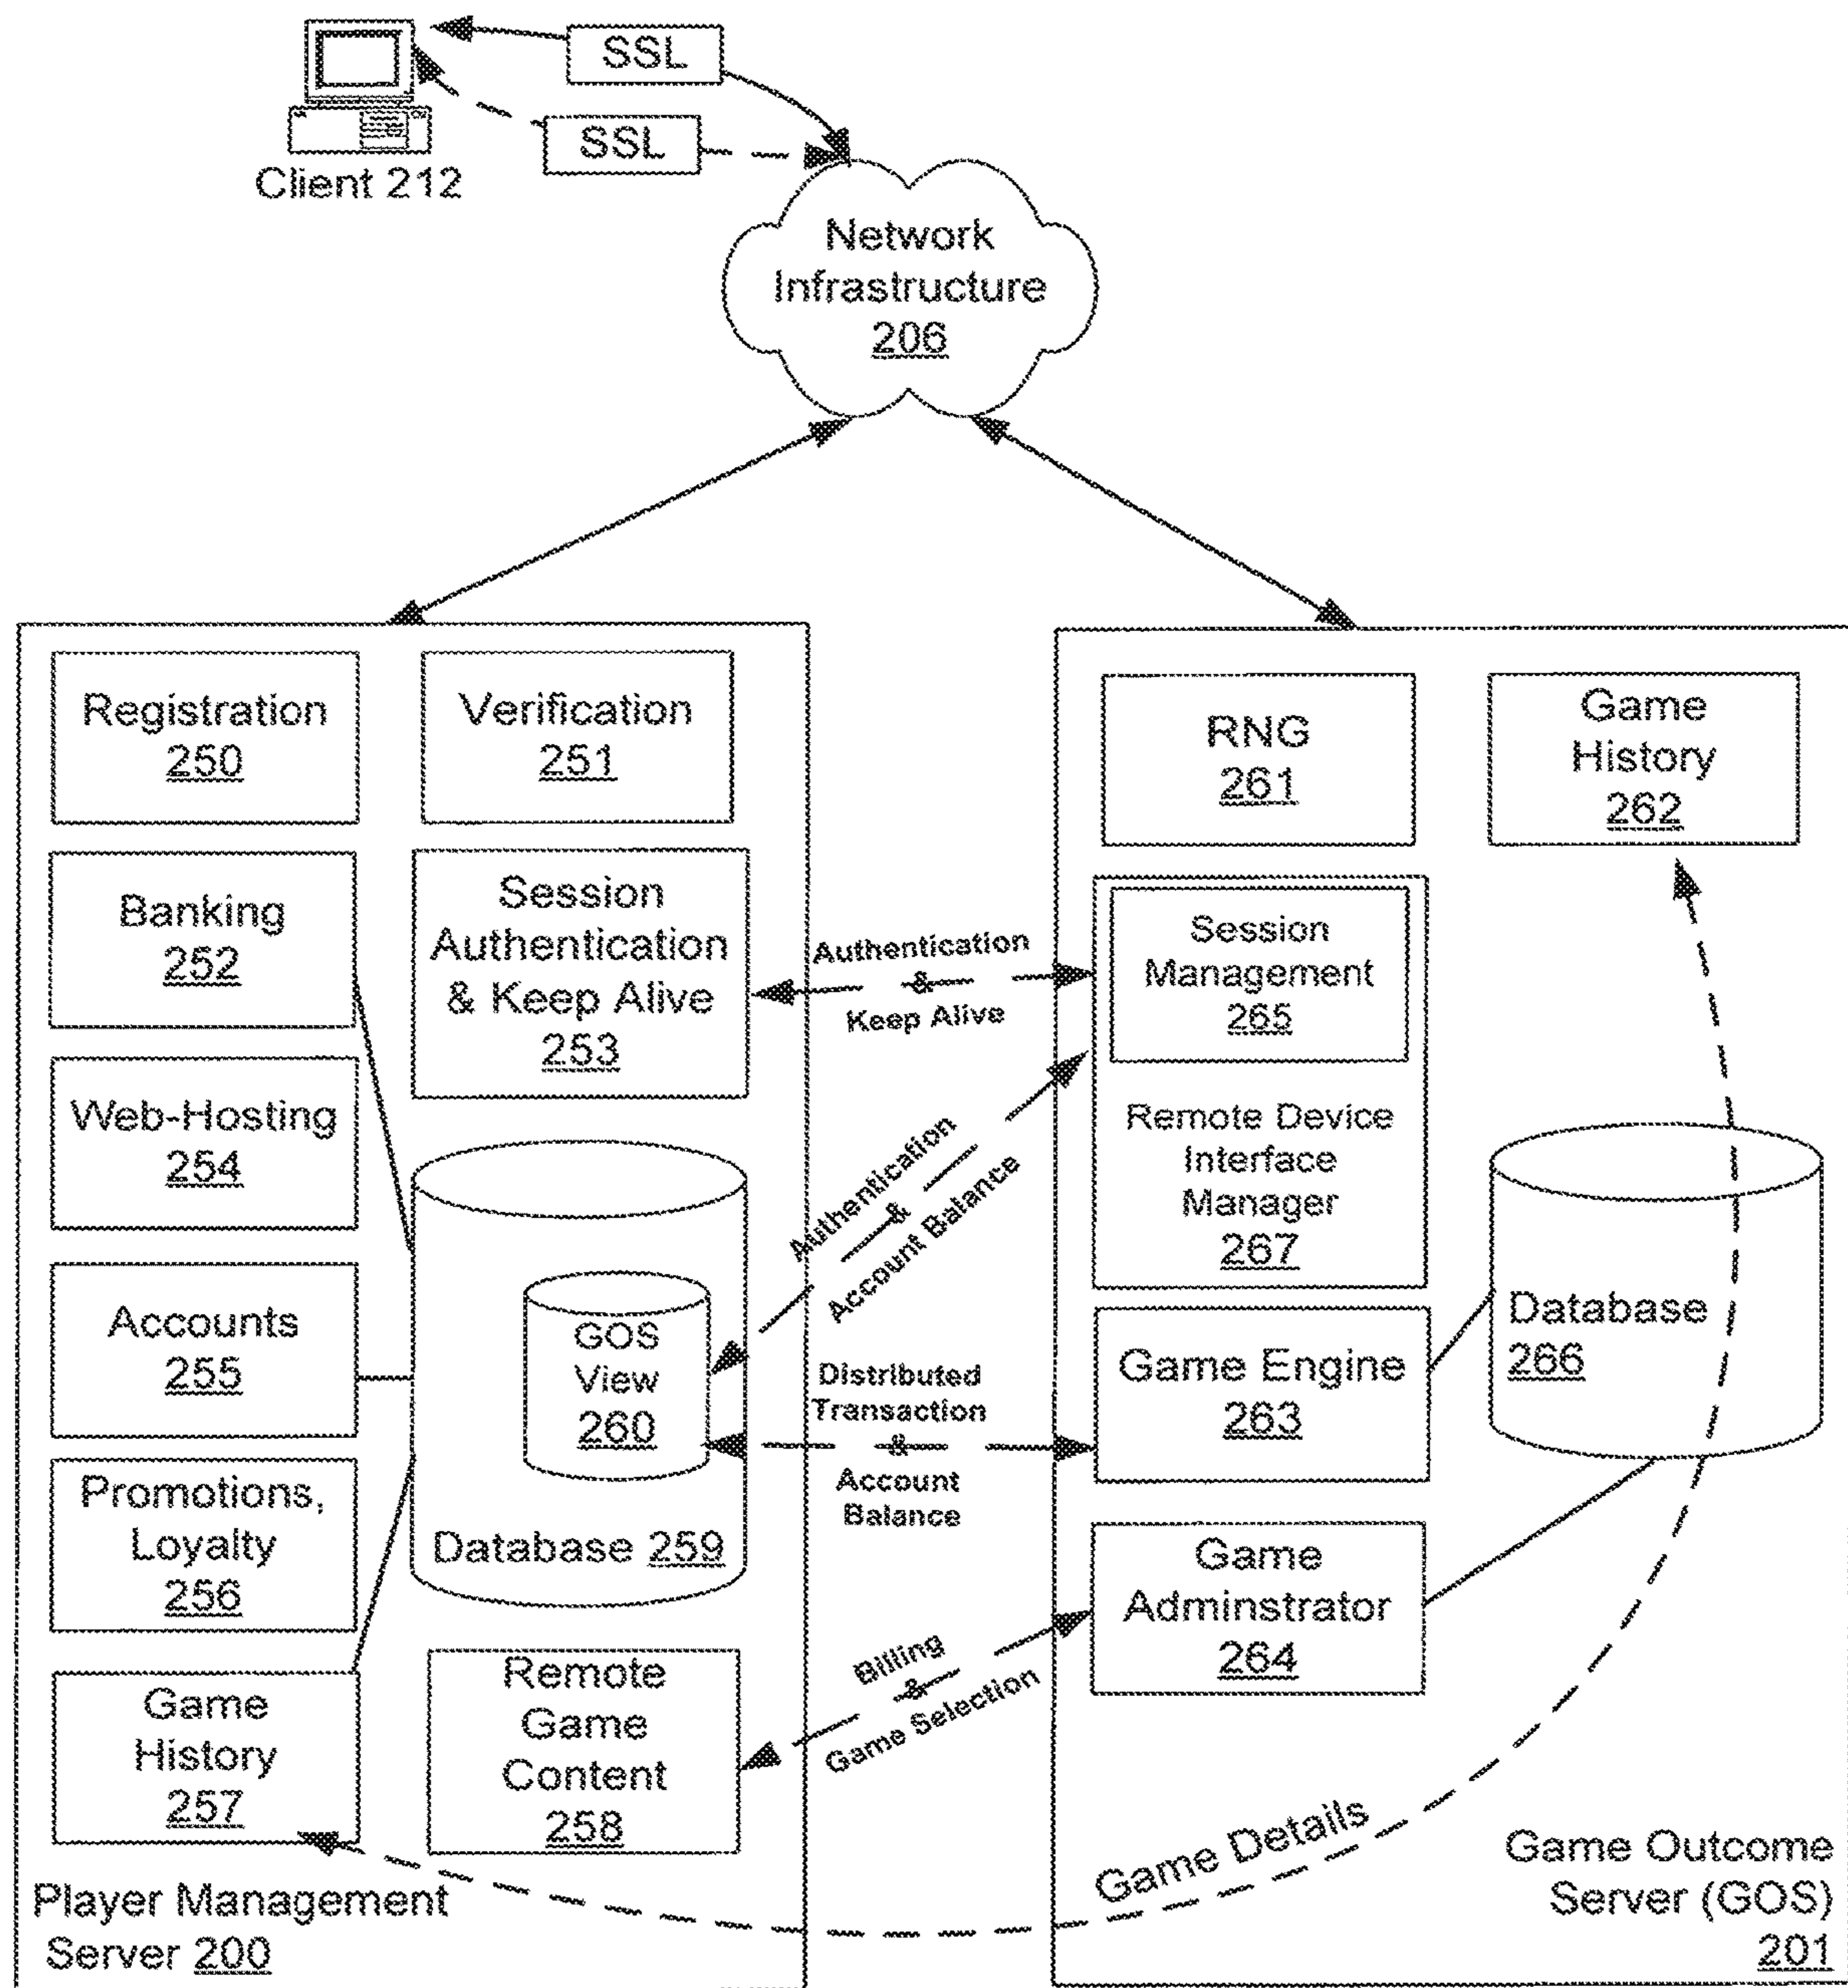 SSL
SSL
Client 212
Network
Infrastructure
206
Registration
250
Verification
251
Banking
252
Session
Authentication
& Keep Alive
253
Web-Hosting
254
Accounts
255
Promotions,
Loyalty
256
Game
History
257
GOS
View
260
Database 259
Remote
Game
Content
258
Player Management
Server 200
Authentication
&
Keep Alive
Authentication
&
Account Balance
Distributed
Transaction
&
Account
Balance
Billing
&
Game Selection
Game Details
RNG
261
Game
History
262
Session
Management
265
Remote Device
Interface
Manager
267
Game Engine
263
Database
266
Game
Adminstrator
264
Game Outcome
Server (GOS)
201